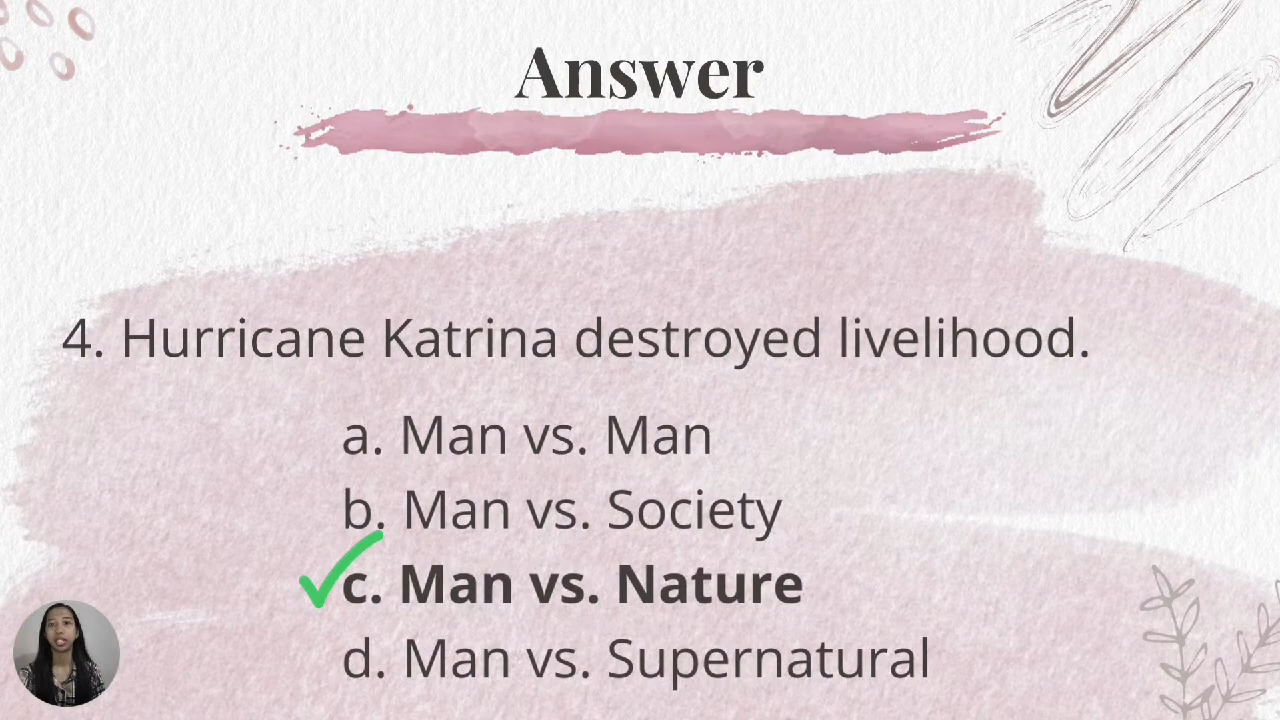 Answer
4. Hurricane Katrina destroyed livelihood.
a. Man vs. Man
b. Man vs. Society
c. Man vs. Nature
d. Man vs. Supernatural